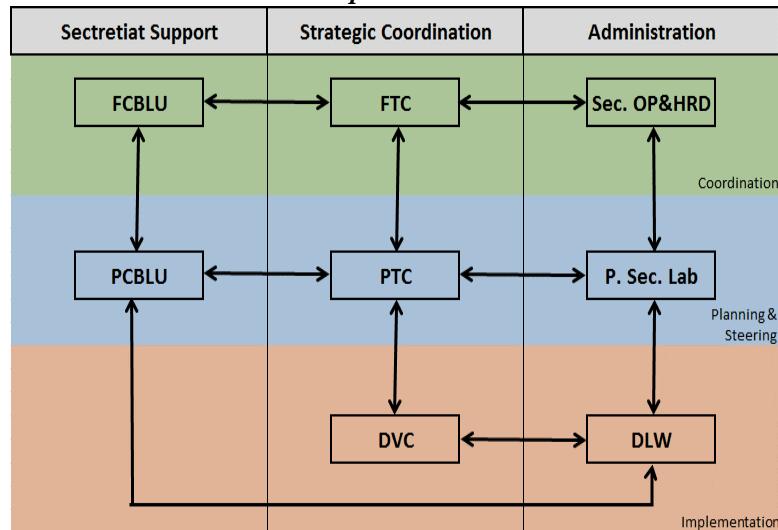 Sectretiat Support
Strategic Coordination
Administration
FCBLU
FTC
Sec. OP&HRD
Coordination
PCBLU
PTC
P. Sec. Lab
Planning &
Steering
DVC
DLW
Implementation